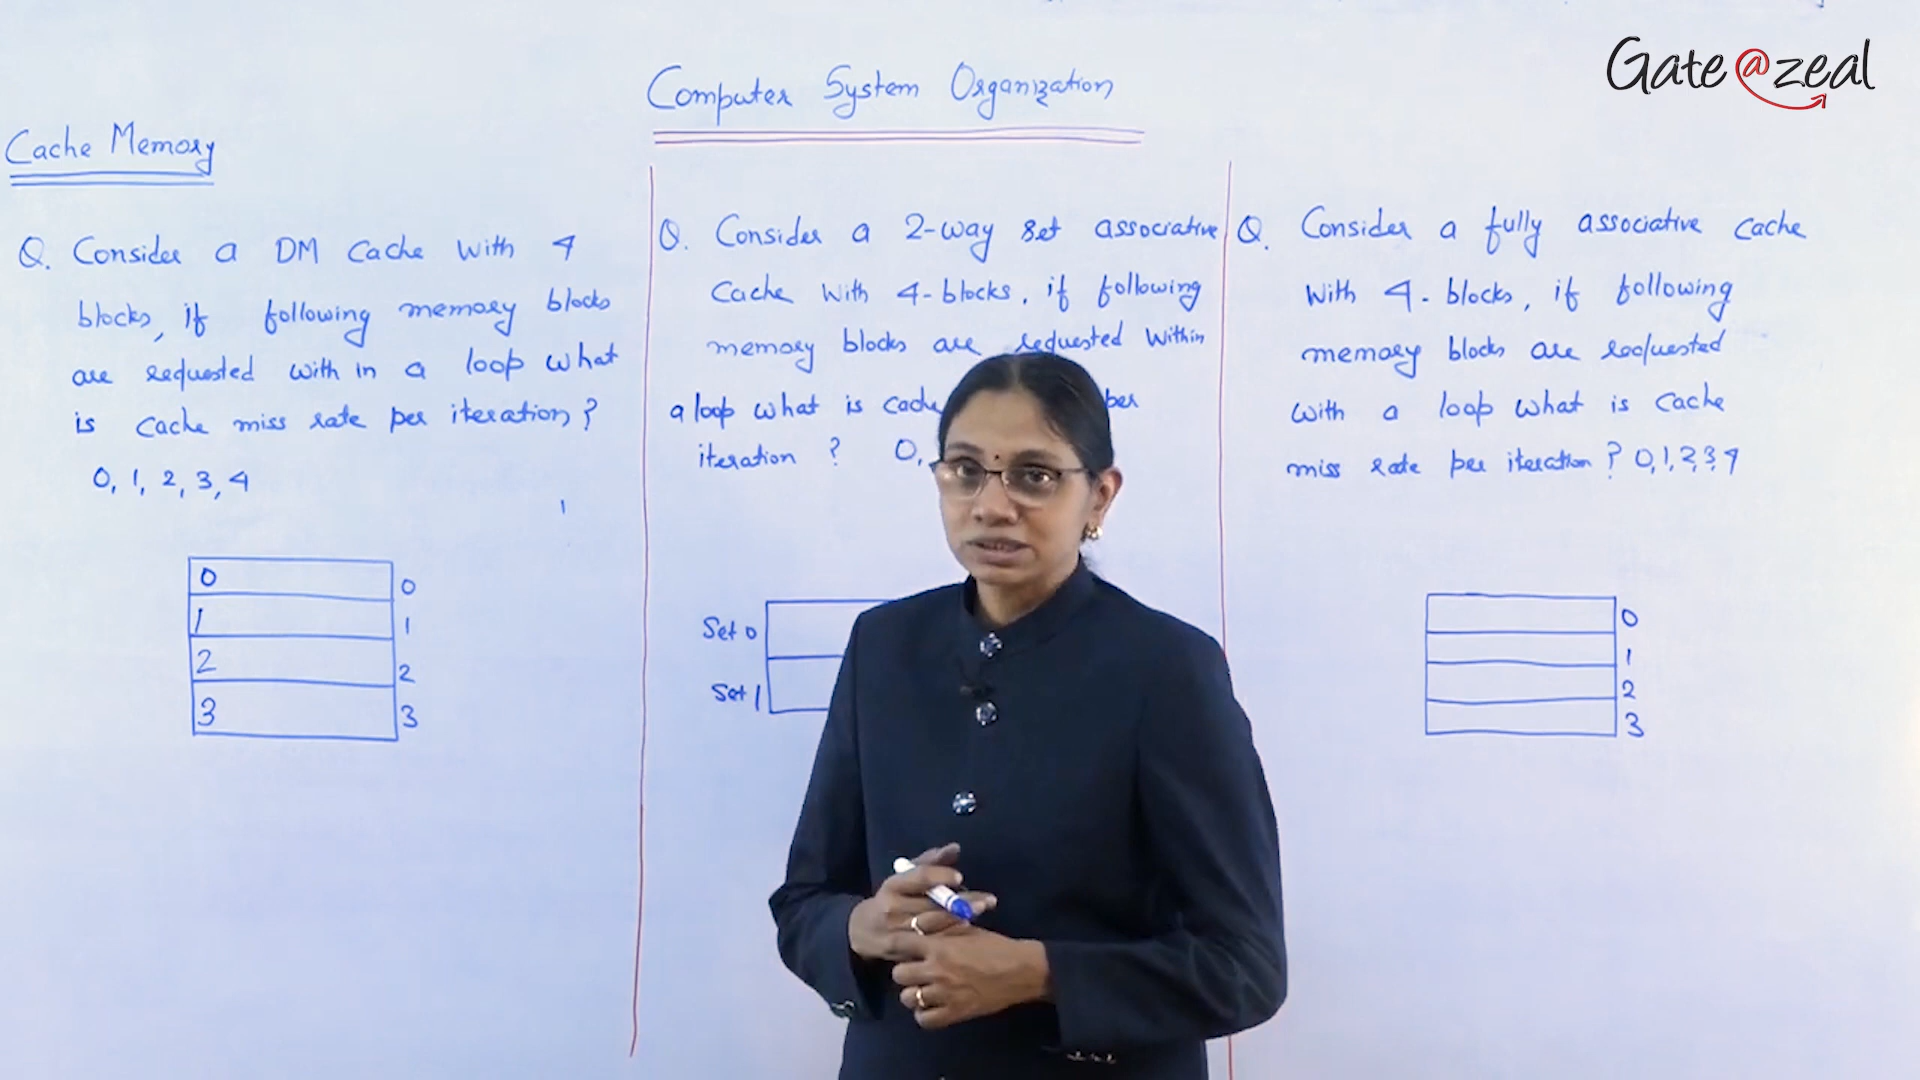 Gate@zeal
Computer System Organization
Cache Memory
Q. Consider a DM Cache with 4
blocks, if following memory blocks
are requested with in a loop what
is cache miss rate per iteration?
0, 1, 2, 3, 4
0 0
1 1
2 2
3 3
Q. Consider a 2-way set associative
Cache with 4-blocks, if following
memory blocks are requested within
a loop what is per
iteration ? 0,
Set 0
Set 1
Q. Consider a fully associative cache
with 4-blocks, if following
memory blocks are requested
with a loop what is cache
miss rate per iteration? 0,1,2,3,4
0
1
2
3